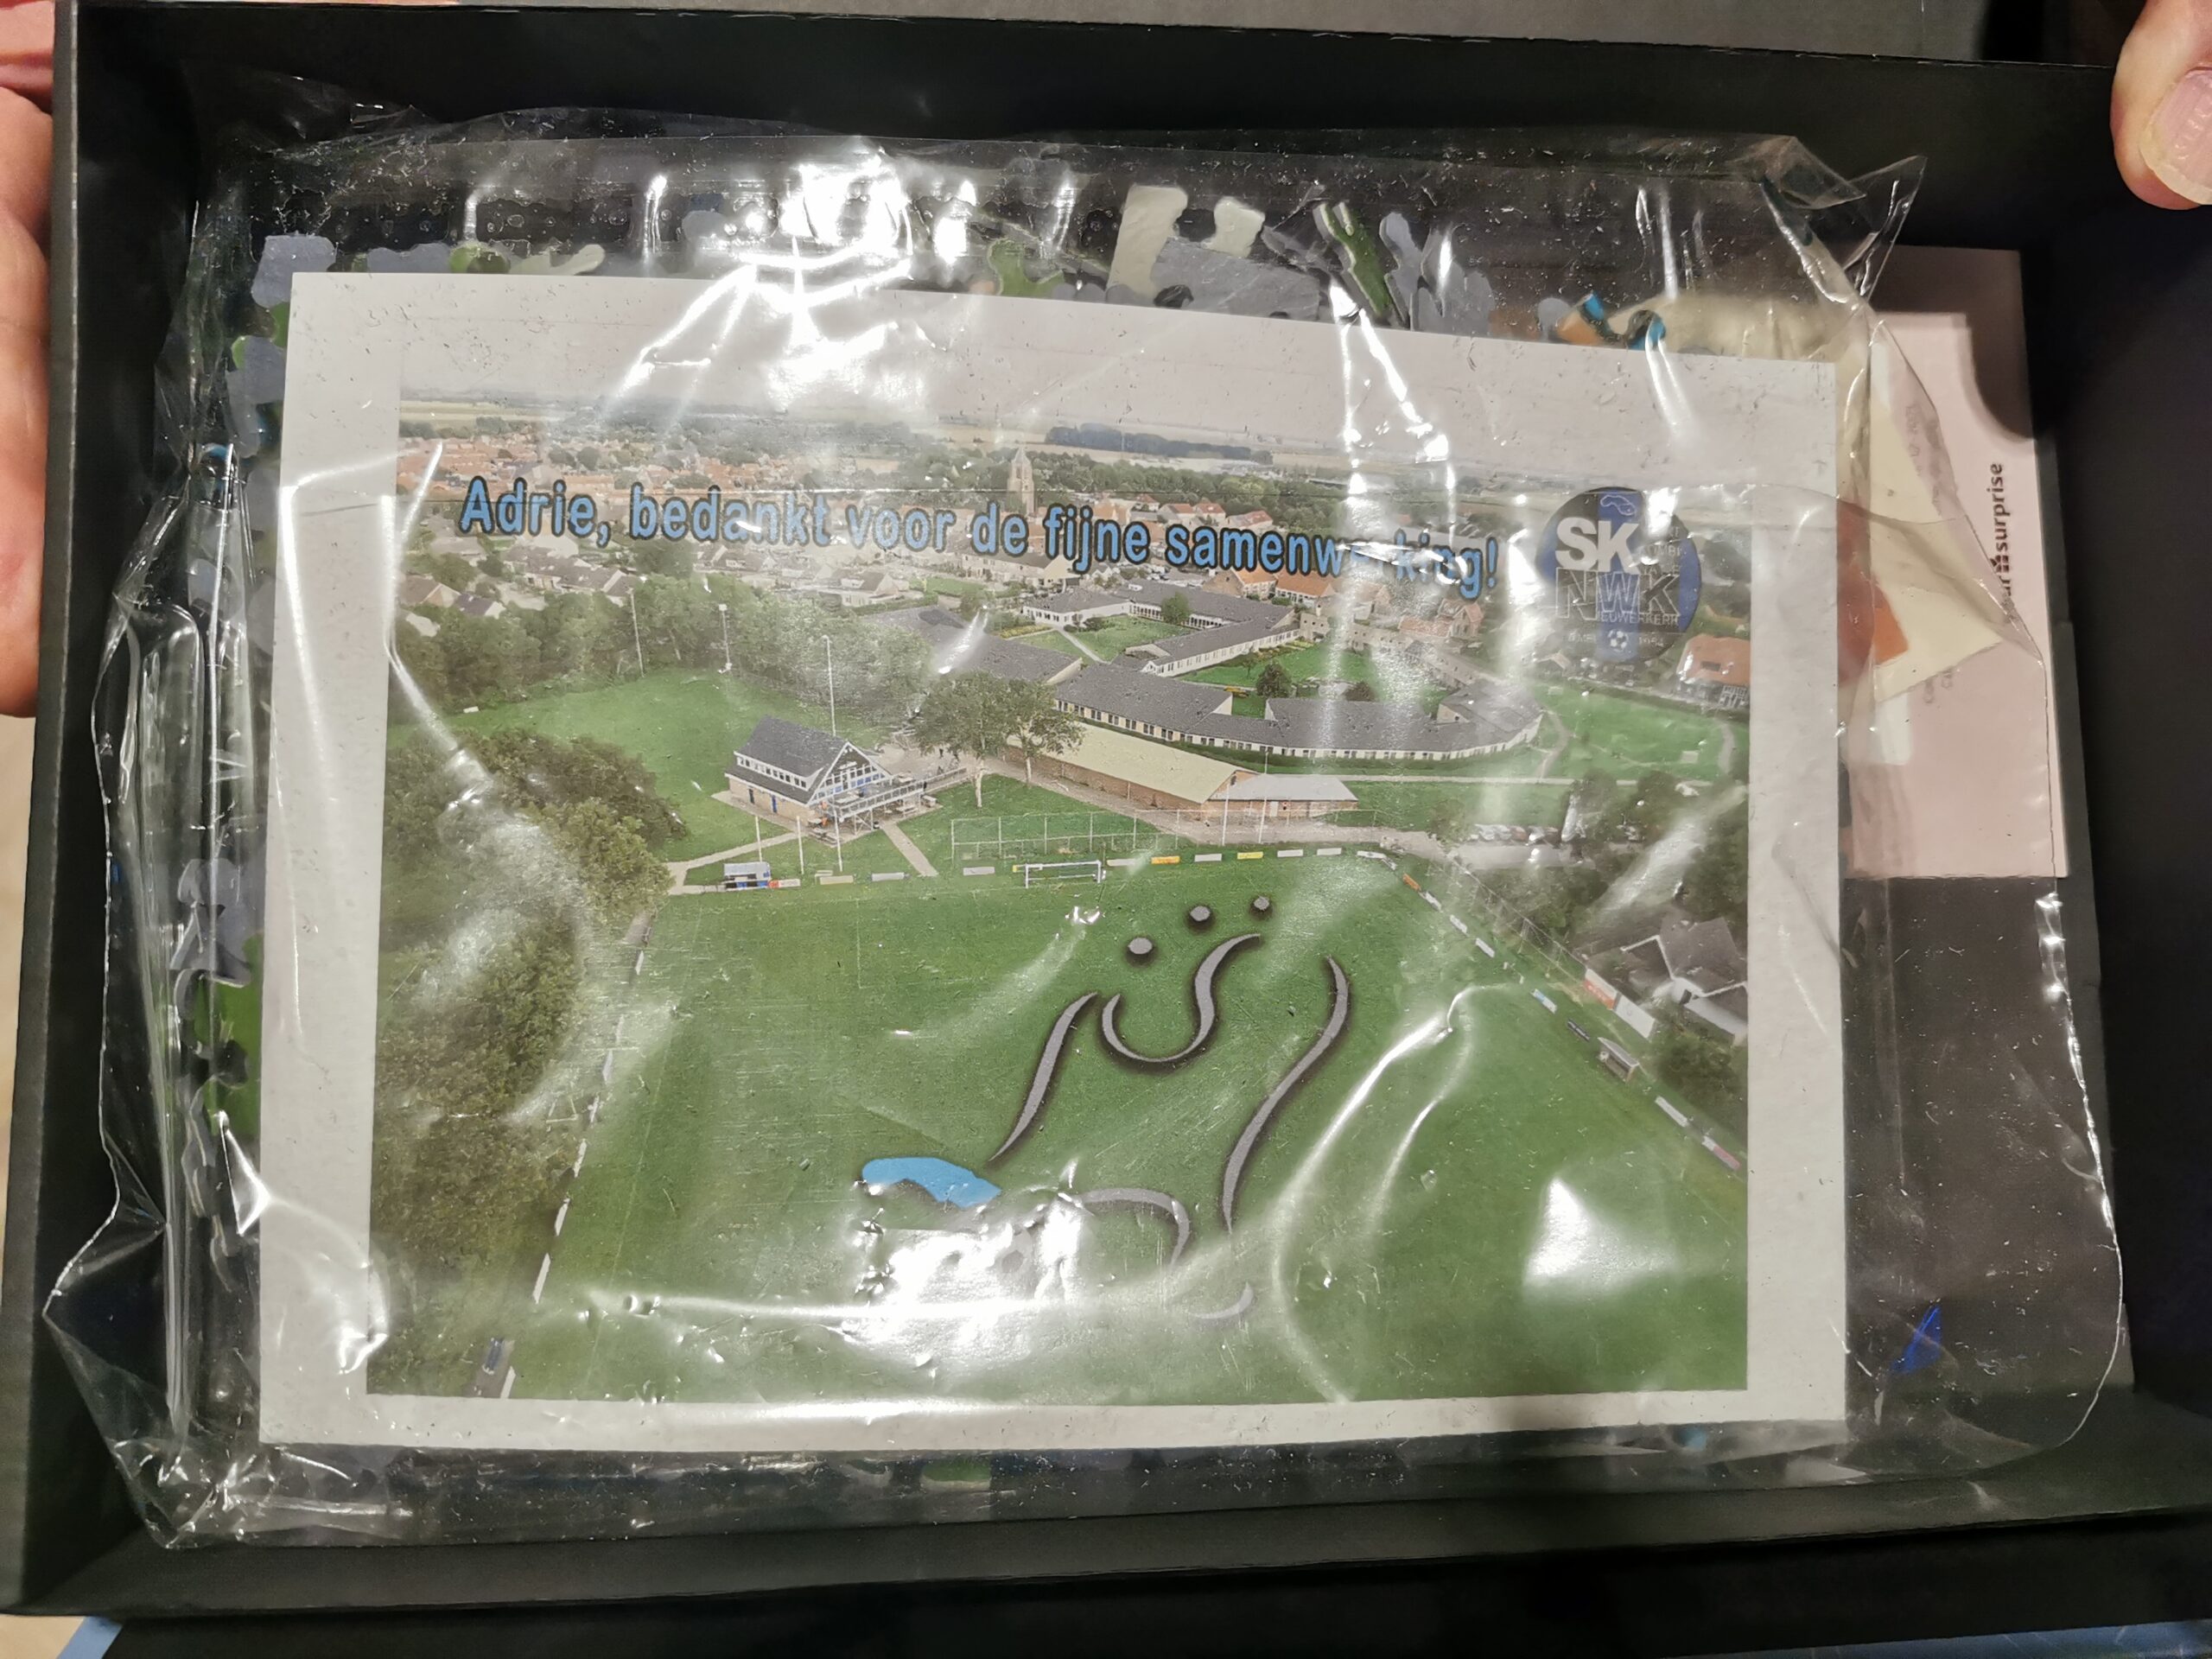 Adrie, bedankt voor de fijne samenwerking!
SK
NWK
surprise